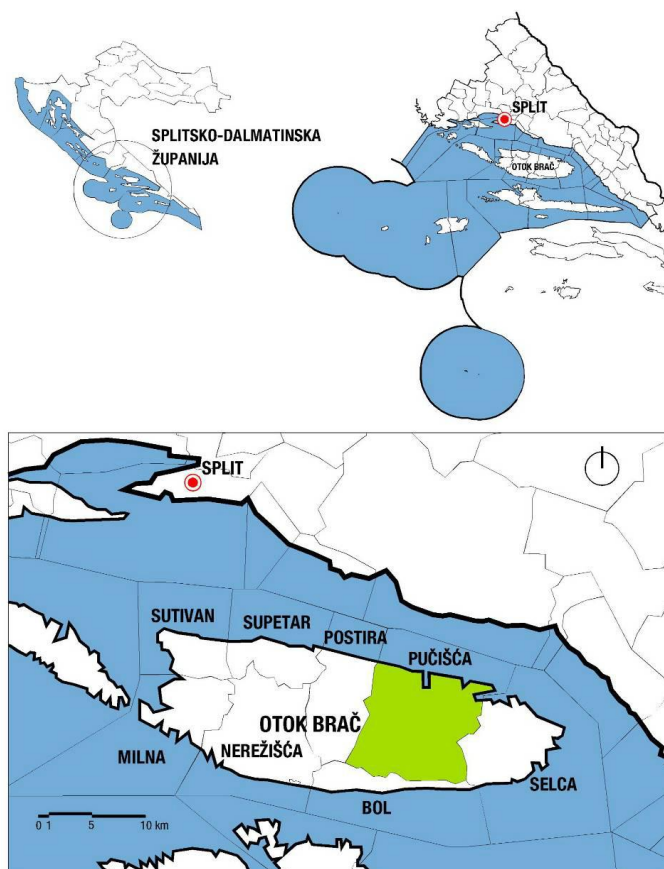 SPLITSKO-DALMATINSKA
ŽUPANIJA
SPLIT
OTOK BRAČ
SPLIT
SUTIVAN
SUPETAR
POSTIRA
PUČIŠĆA
OTOK BRAČ
NEREŽIŠĆA
MILNA
BOL
SELCA
0 1 5 10 km